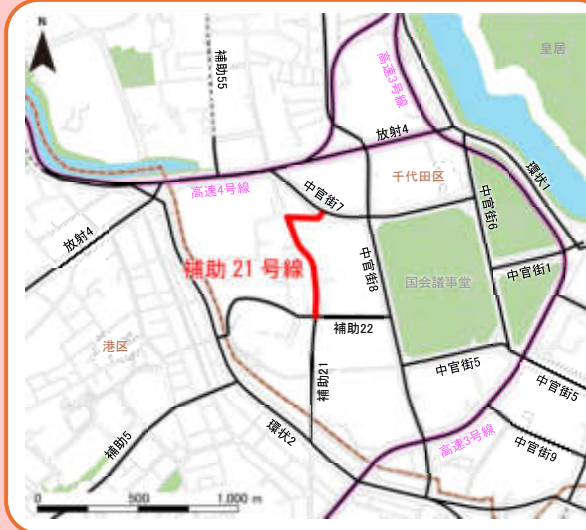 N
皇居
補助55
高速3号線
放射4
環状1
千代田区
高速4号線
中官街7
中官街6
放射4
補助21号線
中官街8
中官街1
国会議事堂
補助22
港区
補助21
中官街5
中官街5
補助5
環状2
高速3号線
中官街9
0 500 1,000 m